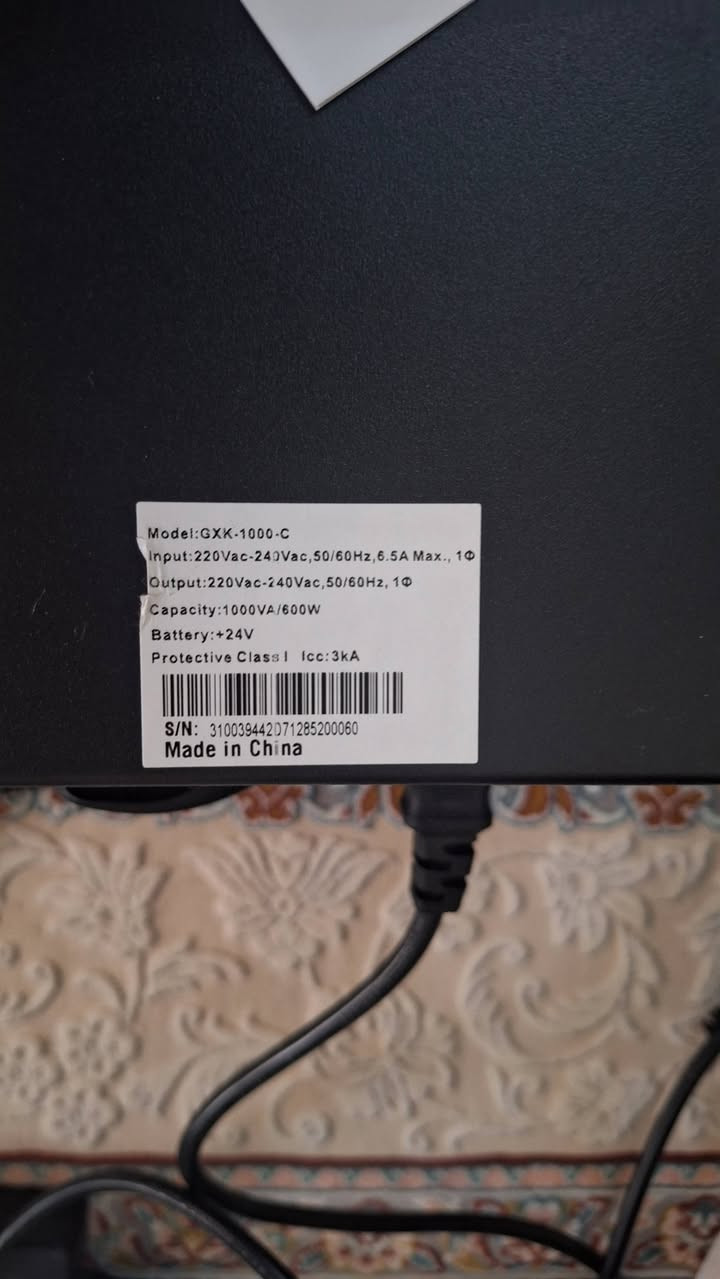 Model:GXK-1000-C
Input:220Vac-240Vac,50/60Hz,6.5A Max., 1Φ
Output:220Vac-240Vac,50/60Hz, 1Φ
Capacity:1000VA/600W
Battery:+24V
Protective Class I Icc:3kA
S/N: 310039442071285200060
Made in China